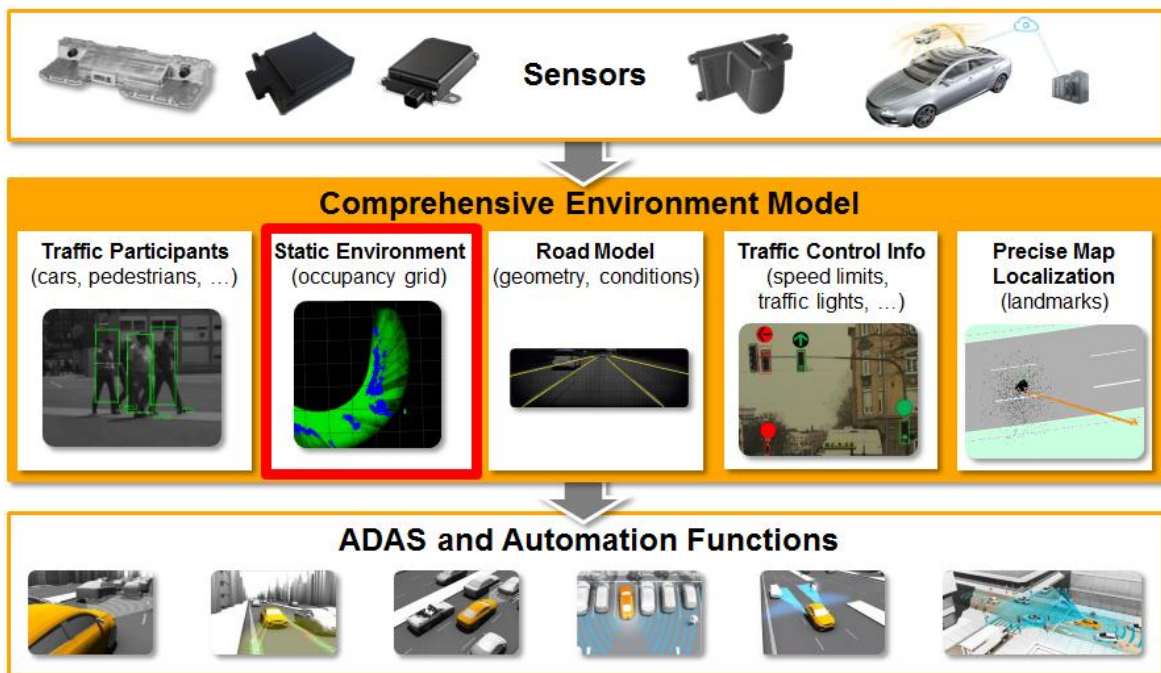 Sensors
Comprehensive Environment Model
Traffic Participants
(cars, pedestrians, …)
Static Environment
(occupancy grid)
Road Model
(geometry, conditions)
Traffic Control Info
(speed limits,
traffic lights, …)
Precise Map
Localization
(landmarks)
ADAS and Automation Functions